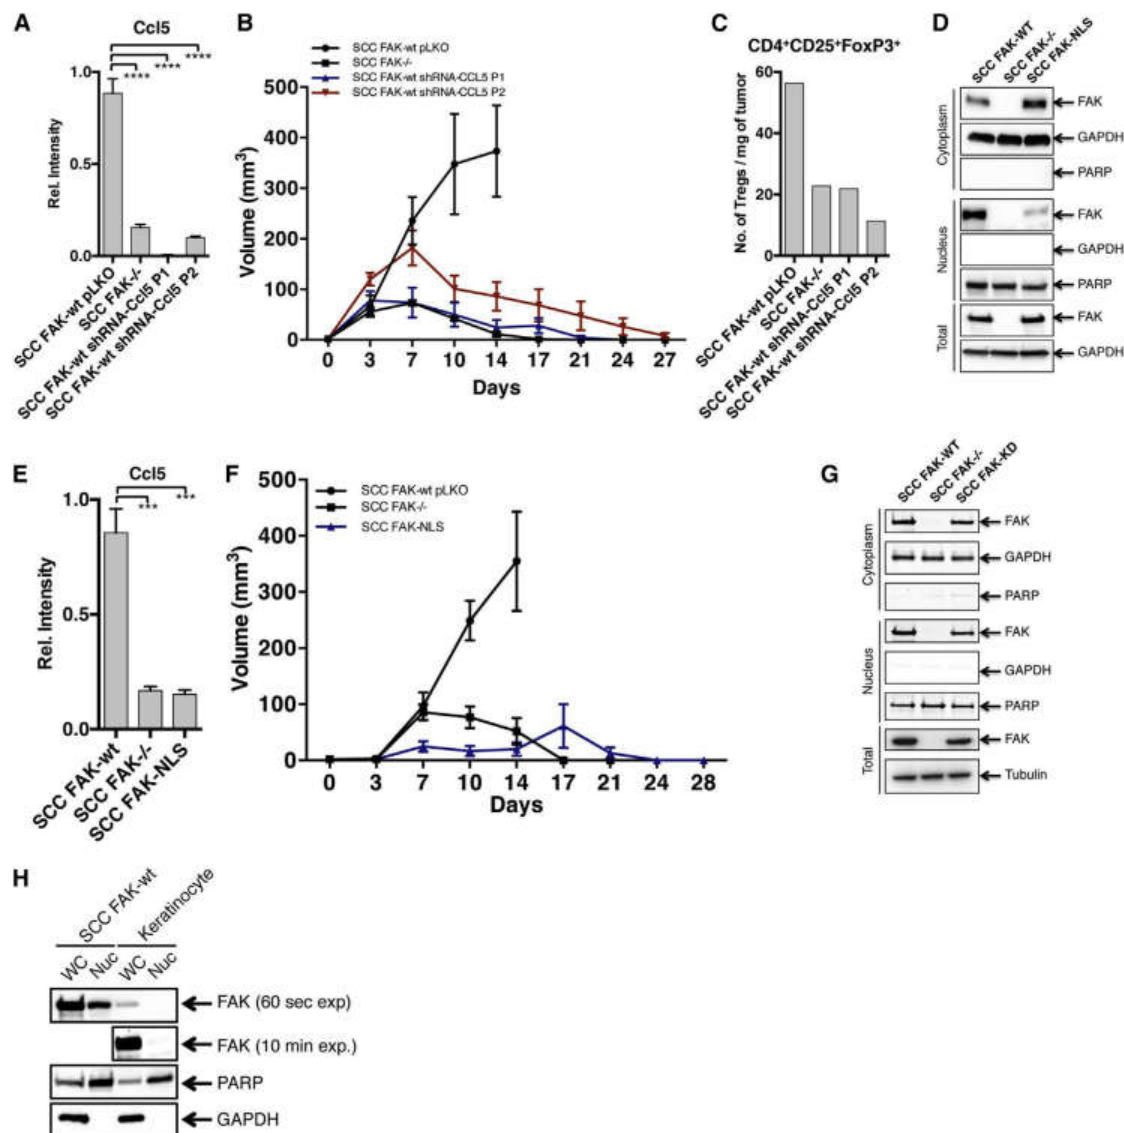 A
Ccl5
****
****
****
Rel. Intensity
1.0
0.5
0.0
SCC FAK-wt pLKO
SCC FAK-/-
SCC FAK-wt shRNA-Ccl5 P1
SCC FAK-wt shRNA-Ccl5 P2
B
SCC FAK-wt pLKO
SCC FAK-/-
SCC FAK-wt shRNA-CCL5 P1
SCC FAK-wt shRNA-CCL5 P2
Volume (mm³)
500
400
300
200
100
0
0 3 7 10 14 17 21 24 27
Days
C
CD4⁺CD25⁺FoxP3⁺
No. of Tregs / mg of tumor
60
40
20
0
SCC FAK-wt pLKO
SCC FAK-/-
SCC FAK-wt shRNA-Ccl5 P1
SCC FAK-wt shRNA-Ccl5 P2
D
SCC FAK-WT
SCC FAK-/-
SCC FAK-NLS
Cytoplasm
FAK
GAPDH
PARP
Nucleus
FAK
GAPDH
PARP
Total
FAK
GAPDH
E
Ccl5
***
***
Rel. Intensity
1.0
0.5
0.0
SCC FAK-wt
SCC FAK-/-
SCC FAK-NLS
F
SCC FAK-wt pLKO
SCC FAK-/-
SCC FAK-NLS
Volume (mm³)
500
400
300
200
100
0
0 3 7 10 14 17 21 24 28
Days
G
SCC FAK-WT
SCC FAK-/-
SCC FAK-KD
Cytoplasm
FAK
GAPDH
PARP
Nucleus
FAK
GAPDH
PARP
Total
FAK
Tubulin
H
SCC FAK-wt
Keratinocyte
WC Nuc WC Nuc
FAK (60 sec exp)
FAK (10 min exp.)
PARP
GAPDH